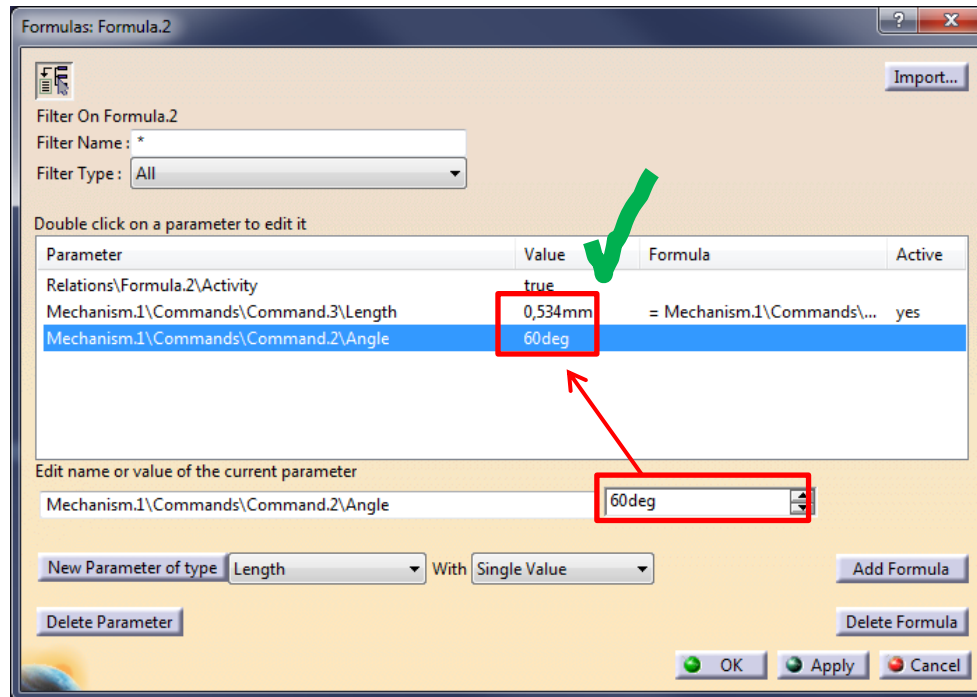 Formulas: Formula.2
?
Import...
Filter On Formula.2
Filter Name : *
Filter Type : All
Double click on a parameter to edit it
Parameter Value Formula Active
Relations\Formula.2\Activity true
Mechanism.1\Commands\Command.3\Length 0,534mm = Mechanism.1\Commands\... yes
Mechanism.1\Commands\Command.2\Angle 60deg
Edit name or value of the current parameter
Mechanism.1\Commands\Command.2\Angle 60deg
New Parameter of type Length With Single Value Add Formula
Delete Parameter Delete Formula
OK Apply Cancel